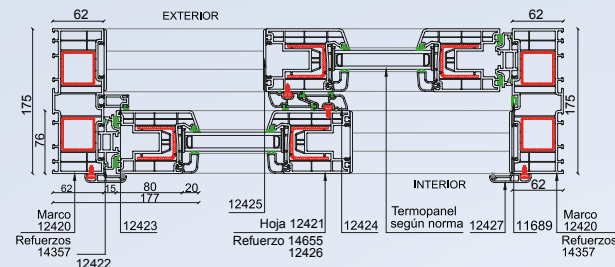 62
EXTERIOR
62
175
76
175
INTERIOR
62
15
80
20
62
177
Marco
12420
Refuerzos
14357
12422
12423
12425
Hoja 12421
Refuerzo 14655
12426
12424
Termopanel
según norma
12427
11689
Marco
12420
Refuerzos
14357